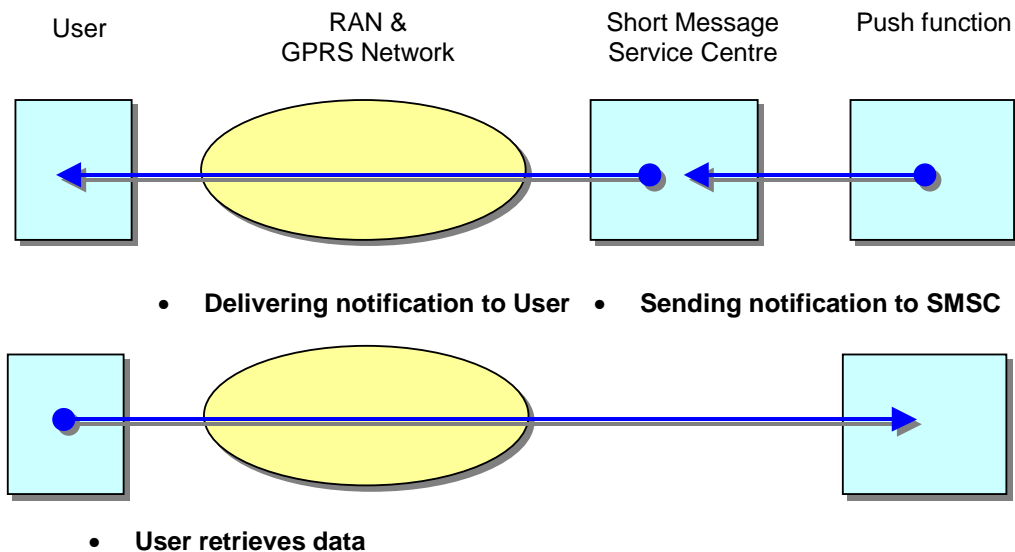 User
RAN &
GPRS Network
Short Message
Service Centre
Push function
• Delivering notification to User • Sending notification to SMSC
• User retrieves data